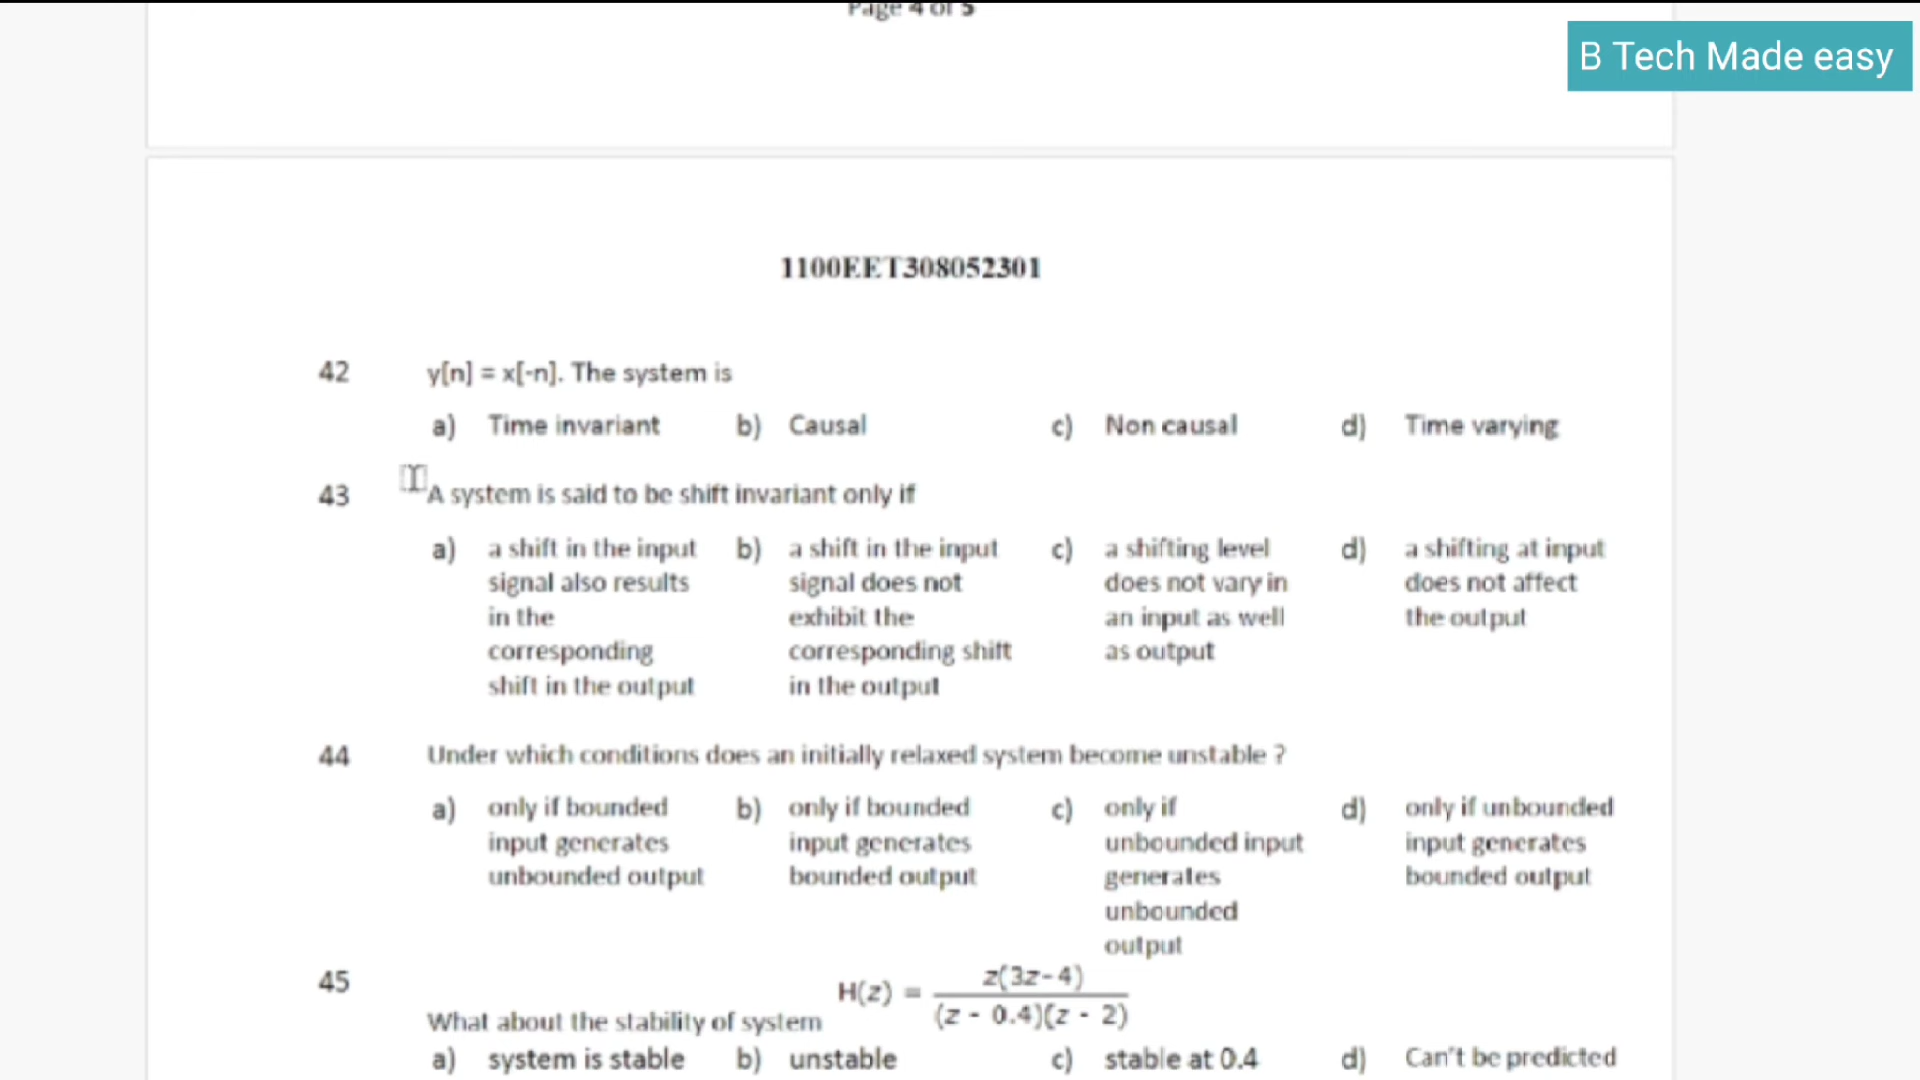 Page 4 of 5
B Tech Made easy
1100EET308052301
42 y[n] = x[-n]. The system is
a) Time invariant b) Causal c) Non causal d) Time varying
43 A system is said to be shift invariant only if
a) a shift in the input b) a shift in the input c) a shifting level d) a shifting at input
signal also results signal does not does not vary in does not affect
in the exhibit the an input as well the output
corresponding corresponding shift as output
shift in the output in the output
44 Under which conditions does an initially relaxed system become unstable ?
a) only if bounded b) only if bounded c) only if d) only if unbounded
input generates input generates unbounded input input generates
unbounded output bounded output generates bounded output
unbounded
output
45 H(z) = z(3z-4) / (z - 0.4)(z - 2)
What about the stability of system
a) system is stable b) unstable c) stable at 0.4 d) Can't be predicted